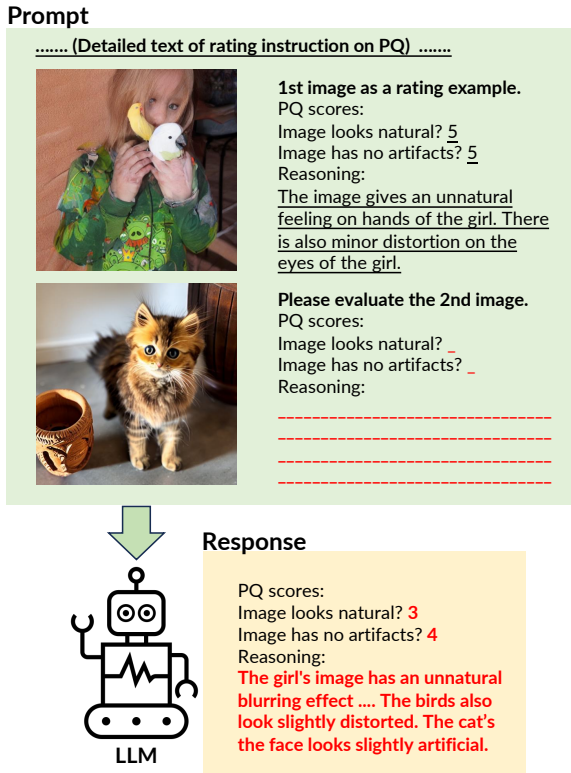 Prompt
....... (Detailed text of rating instruction on PQ) .......
1st image as a rating example.
PQ scores:
Image looks natural? 5
Image has no artifacts? 5
Reasoning:
The image gives an unnatural
feeling on hands of the girl. There
is also minor distortion on the
eyes of the girl.
Please evaluate the 2nd image.
PQ scores:
Image looks natural? _
Image has no artifacts? _
Reasoning:
Response
PQ scores:
Image looks natural? 3
Image has no artifacts? 4
Reasoning:
The girl's image has an unnatural
blurring effect .... The birds also
look slightly distorted. The cat's
the face looks slightly artificial.
LLM